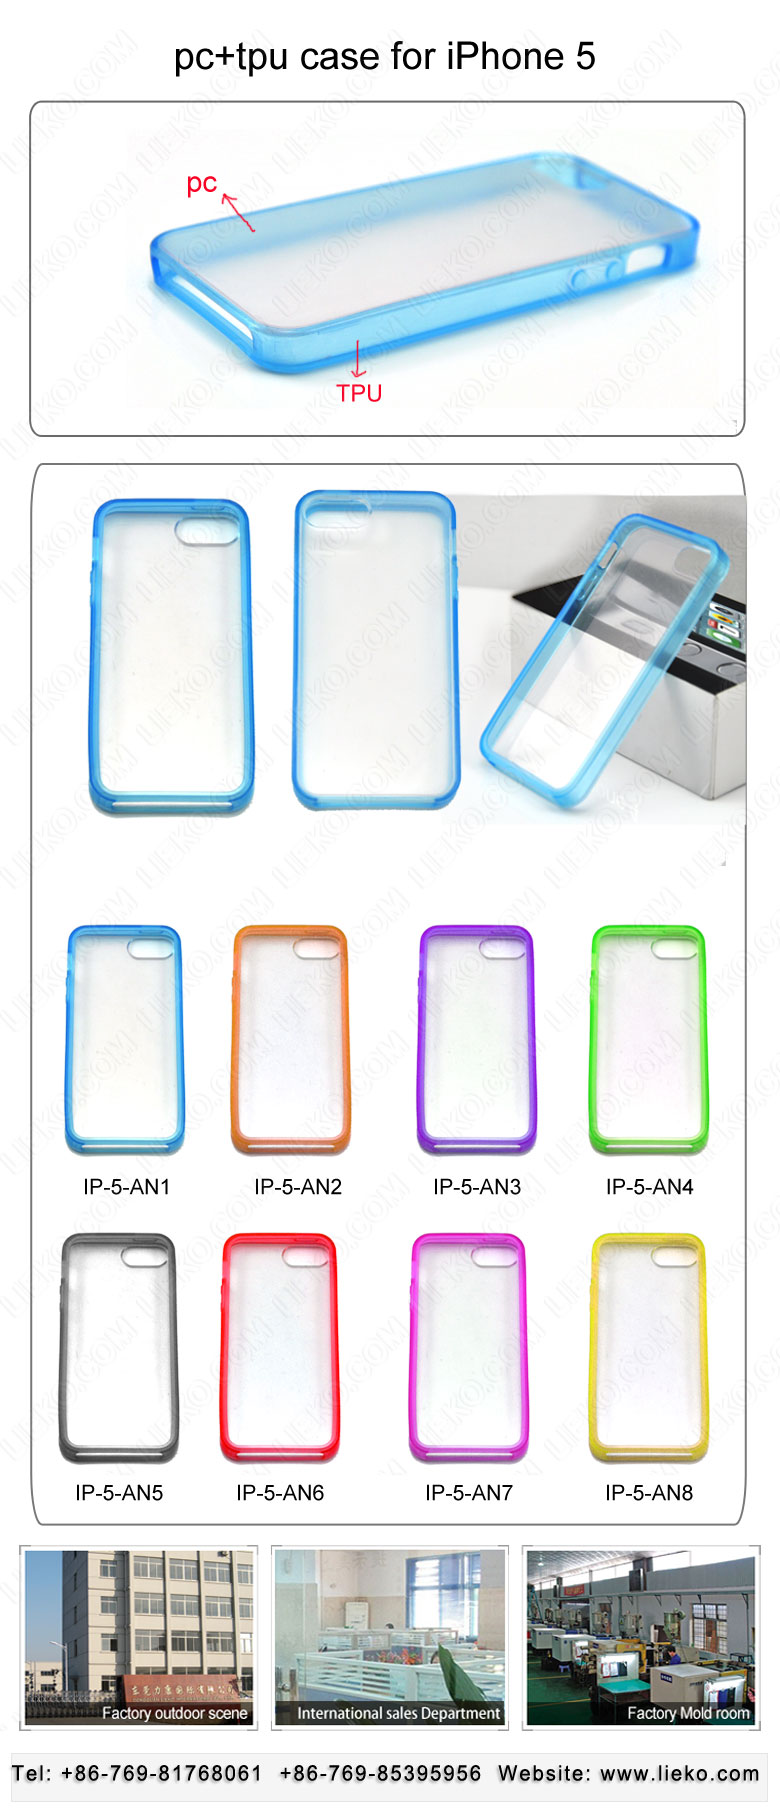 pc+tpu case for iPhone 5
pc
TPU
IP-5-AN1 IP-5-AN2 IP-5-AN3 IP-5-AN4
IP-5-AN5 IP-5-AN6 IP-5-AN7 IP-5-AN8
Factory outdoor scene
International sales Department
Factory Mold room
Tel: +86-769-81768061 +86-769-85395956 Website: www.lieko.com
LIEKO.COM